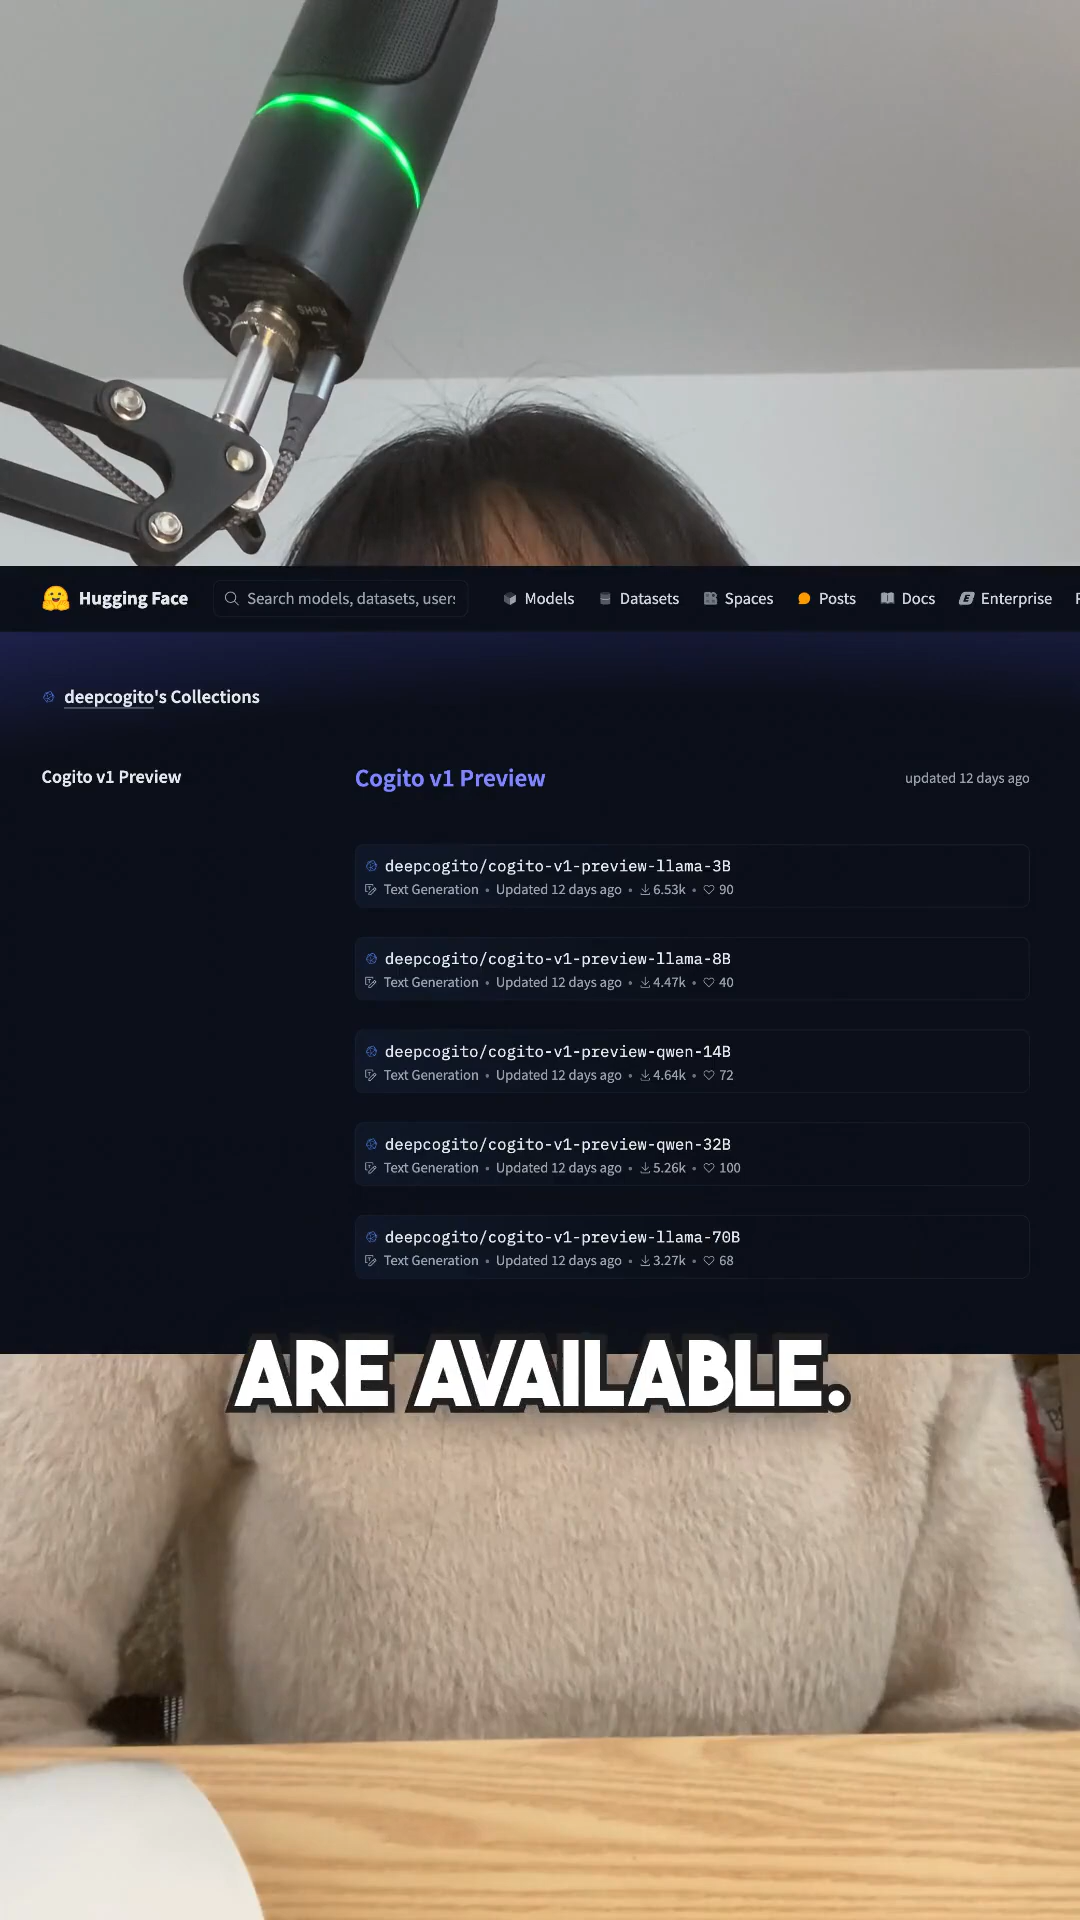 Hugging Face
Search models, datasets, users
Models
Datasets
Spaces
Posts
Docs
Enterprise
deepcogito's Collections
Cogito v1 Preview
Cogito v1 Preview
updated 12 days ago
deepcogito/cogito-v1-preview-llama-3B
Text Generation • Updated 12 days ago • 6.53k • 90
deepcogito/cogito-v1-preview-llama-8B
Text Generation • Updated 12 days ago • 4.47k • 40
deepcogito/cogito-v1-preview-qwen-14B
Text Generation • Updated 12 days ago • 4.64k • 72
deepcogito/cogito-v1-preview-qwen-32B
Text Generation • Updated 12 days ago • 5.26k • 100
deepcogito/cogito-v1-preview-llama-70B
Text Generation • Updated 12 days ago • 3.27k • 68
ARE AVAILABLE.